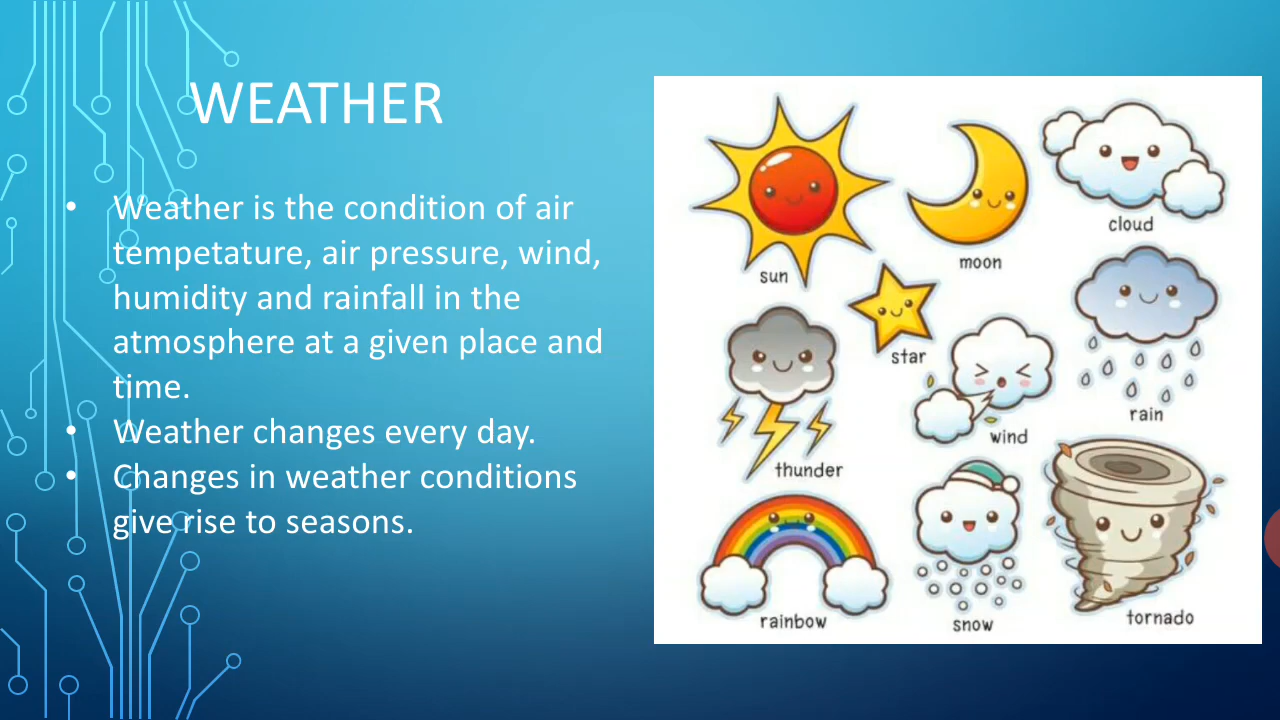 WEATHER
• Weather is the condition of air
tempetature, air pressure, wind,
humidity and rainfall in the
atmosphere at a given place and
time.
• Weather changes every day.
• Changes in weather conditions
give rise to seasons.
sun
moon
cloud
star
thunder
wind
rain
rainbow
snow
tornado